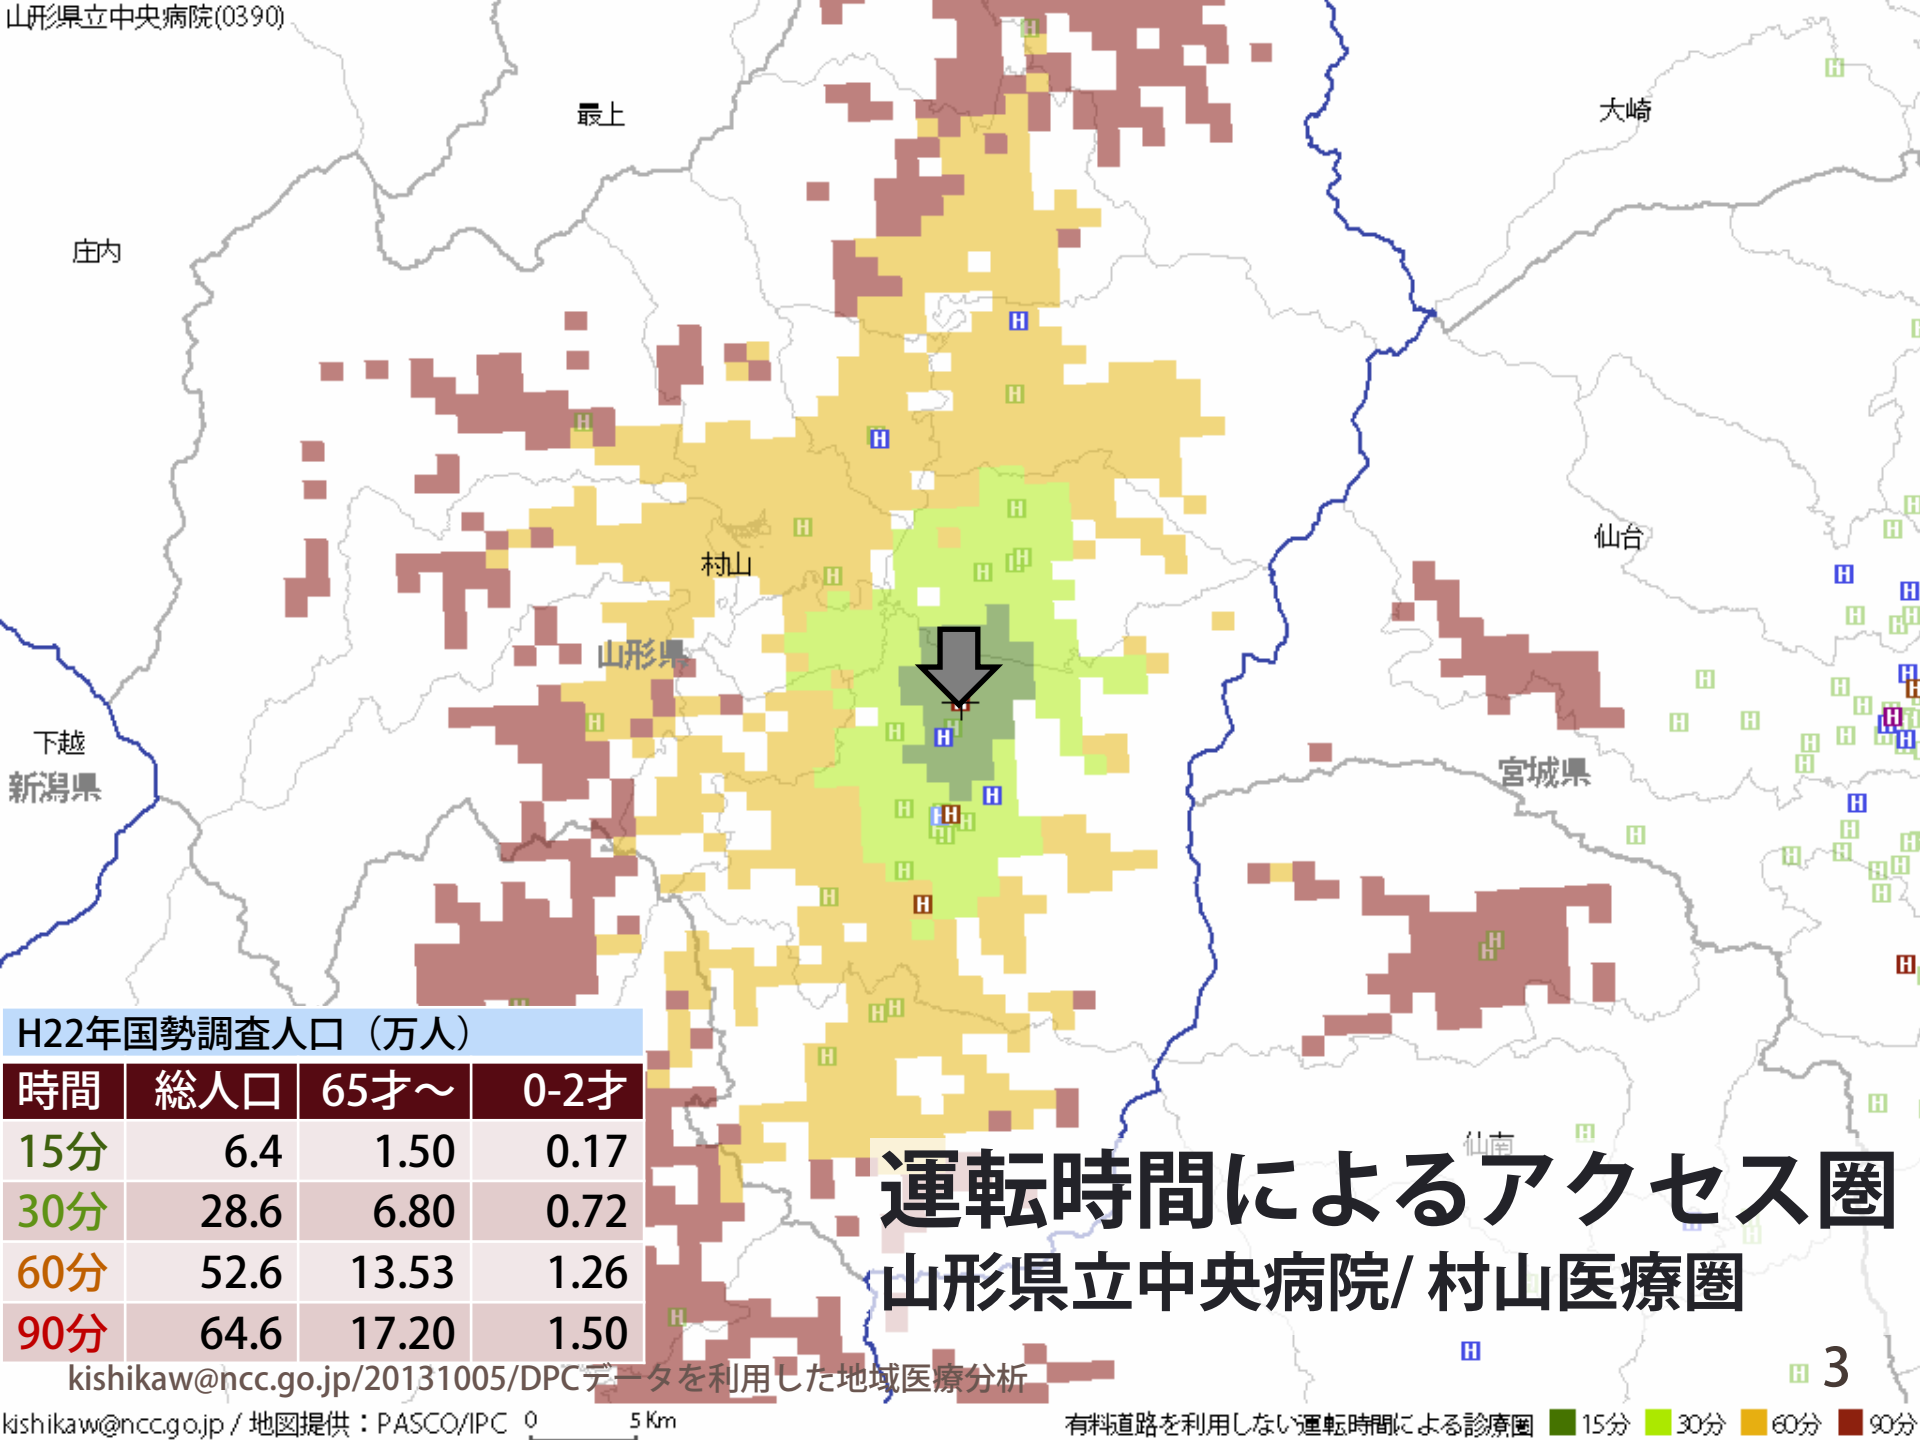 山形県立中央病院(0390)
最上
大崎
庄内
仙台
村山
山形県
下越
新潟県
宮城県
仙南
H22年国勢調査人口（万人）
時間 総人口 65才～ 0-2才
15分 6.4 1.50 0.17
30分 28.6 6.80 0.72
60分 52.6 13.53 1.26
90分 64.6 17.20 1.50
運転時間によるアクセス圏
山形県立中央病院/ 村山医療圏
kishikaw@ncc.go.jp/20131005/DPCデータを利用した地域医療分析
3
kishikaw@ncc.go.jp / 地図提供：PASCO/IPC 0 5 Km
有料道路を利用しない運転時間による診療圏 15分 30分 60分 90分